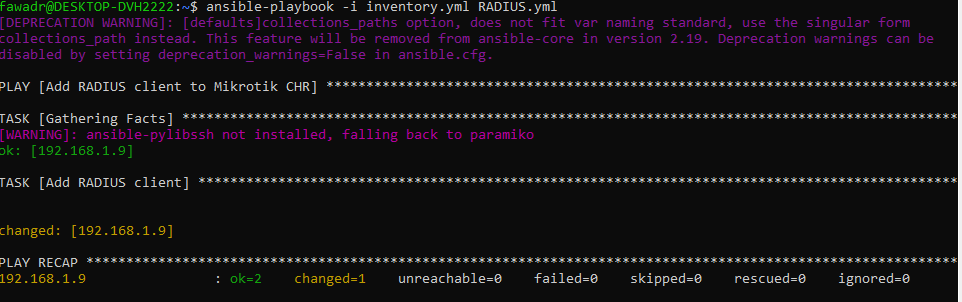 fawadr@DESKTOP-DVH2222:~$ ansible-playbook -i inventory.yml RADIUS.yml
[DEPRECATION WARNING]: [defaults]collections_paths option, does not fit var naming standard, use the singular form
collections_path instead. This feature will be removed from ansible-core in version 2.19. Deprecation warnings can be
disabled by setting deprecation_warnings=False in ansible.cfg.
PLAY [Add RADIUS client to Mikrotik CHR] *******************************************************************************
TASK [Gathering Facts] *************************************************************************************************
[WARNING]: ansible-pylibssh not installed, falling back to paramiko
ok: [192.168.1.9]
TASK [Add RADIUS client] ***********************************************************************************************
changed: [192.168.1.9]
PLAY RECAP *************************************************************************************************************
192.168.1.9                : ok=2    changed=1    unreachable=0    failed=0    skipped=0    rescued=0    ignored=0